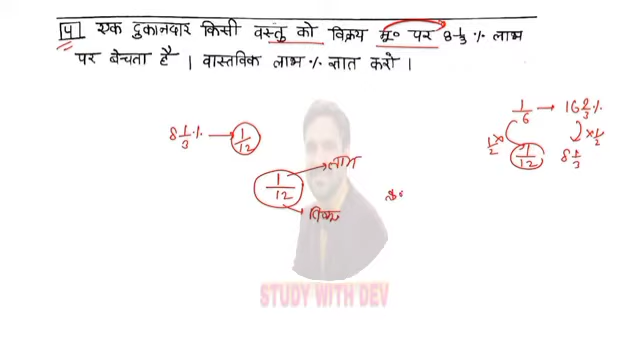 प 4 एक दुकानदार किसी वस्तु को विक्रय मू० पर 8 1/3 % लाभ
पर बेचता है । वास्तविक लाभ % ज्ञात करो ।
1/6 → 16 2/3 %
8 1/3 % → 1/12
1/2 × × 1/2
1/12 8 1/3
1/12 → लाभ
→ विक्रय
STUDY WITH DEV